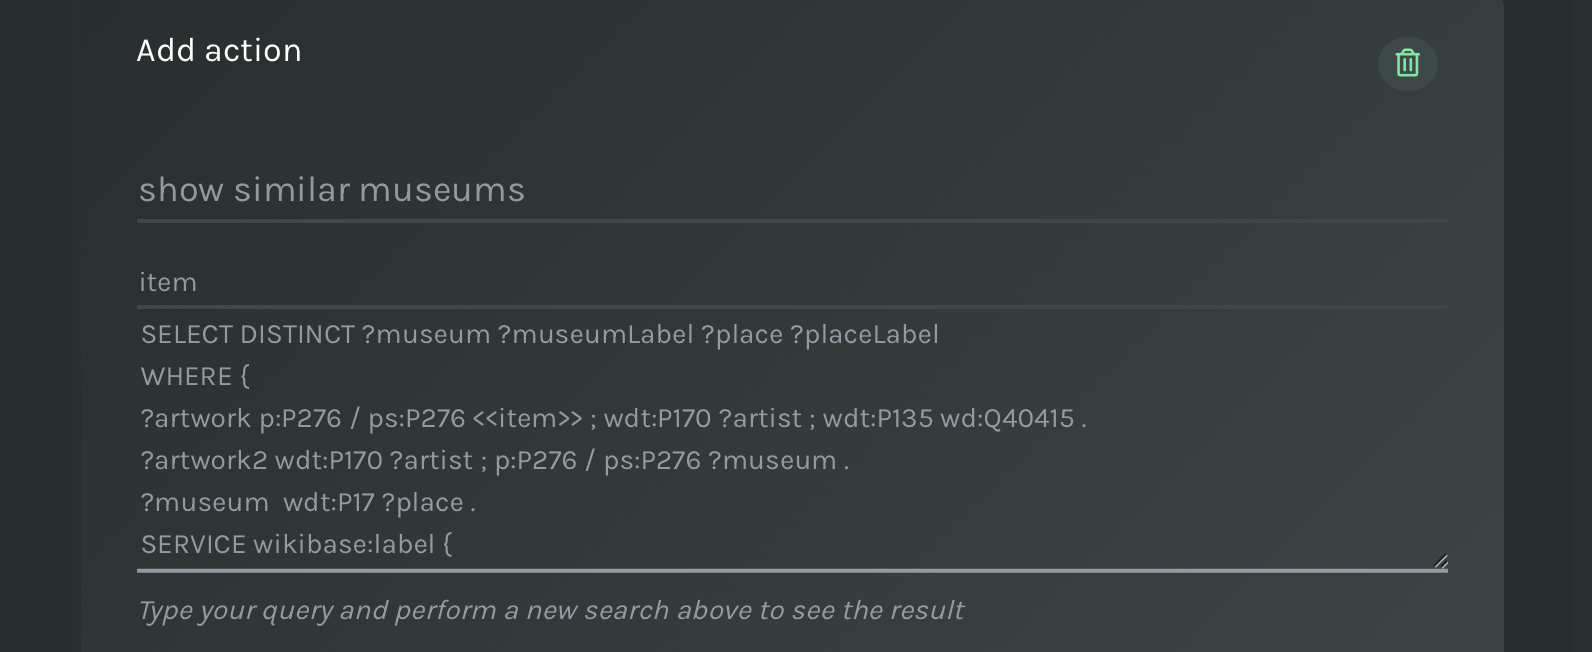 Add action
show similar museums
item
SELECT DISTINCT ?museum ?museumLabel ?place ?placeLabel
WHERE {
?artwork p:P276 / ps:P276 <<item>> ; wdt:P170 ?artist ; wdt:P135 wd:Q40415 .
?artwork2 wdt:P170 ?artist ; p:P276 / ps:P276 ?museum .
?museum  wdt:P17 ?place .
SERVICE wikibase:label {
Type your query and perform a new search above to see the result